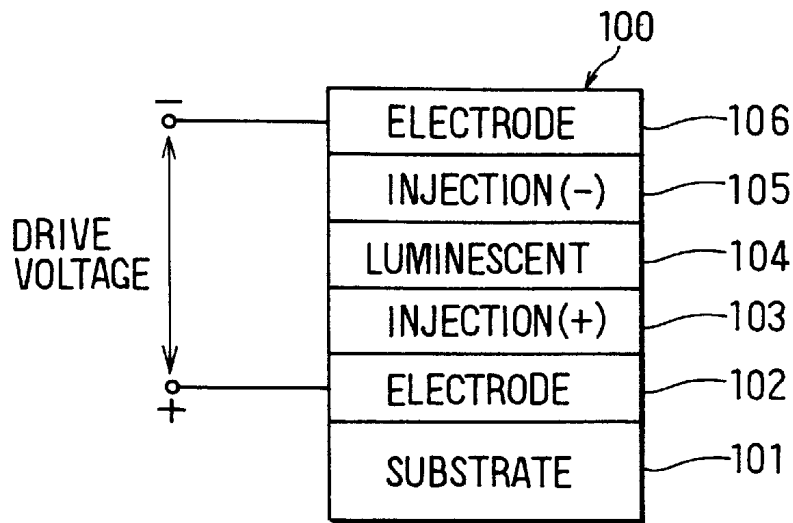 100
−
ELECTRODE
106
INJECTION(−)
105
DRIVE
VOLTAGE
LUMINESCENT
104
INJECTION(+)
103
+
ELECTRODE
102
SUBSTRATE
101